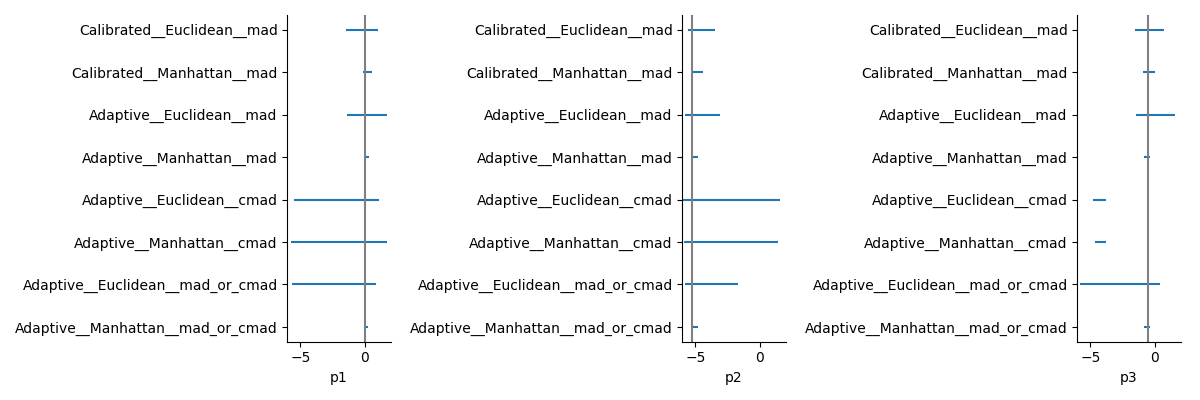 Calibrated__Euclidean__mad
Calibrated__Manhattan__mad
Adaptive__Euclidean__mad
Adaptive__Manhattan__mad
Adaptive__Euclidean__cmad
Adaptive__Manhattan__cmad
Adaptive__Euclidean__mad_or_cmad
Adaptive__Manhattan__mad_or_cmad
−5 0
p1
Calibrated__Euclidean__mad
Calibrated__Manhattan__mad
Adaptive__Euclidean__mad
Adaptive__Manhattan__mad
Adaptive__Euclidean__cmad
Adaptive__Manhattan__cmad
Adaptive__Euclidean__mad_or_cmad
Adaptive__Manhattan__mad_or_cmad
−5 0
p2
Calibrated__Euclidean__mad
Calibrated__Manhattan__mad
Adaptive__Euclidean__mad
Adaptive__Manhattan__mad
Adaptive__Euclidean__cmad
Adaptive__Manhattan__cmad
Adaptive__Euclidean__mad_or_cmad
Adaptive__Manhattan__mad_or_cmad
−5 0
p3